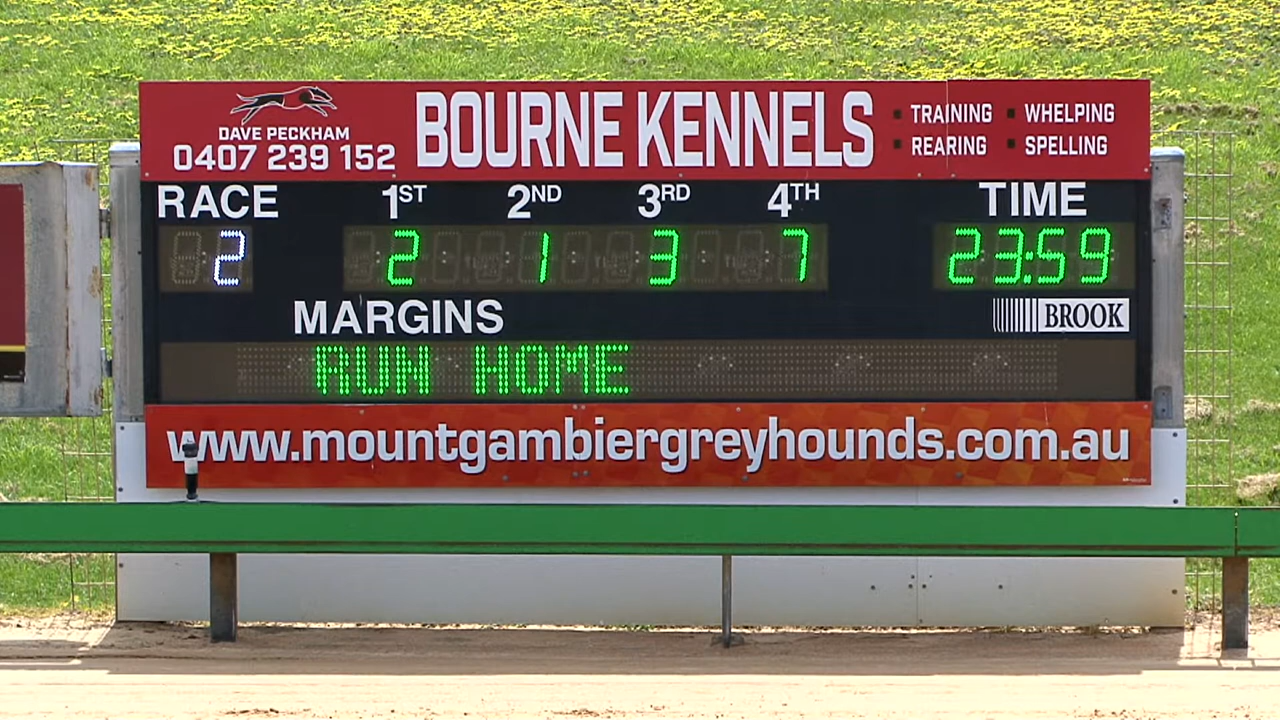 DAVE PECKHAM
0407 239 152
BOURNE KENNELS
TRAINING
WHELPING
REARING
SPELLING
RACE 1ST 2ND 3RD 4TH TIME
2 2 1 3 7 23:59
MARGINS
BROOK
RUN HOME
www.mountgambiergreyhounds.com.au